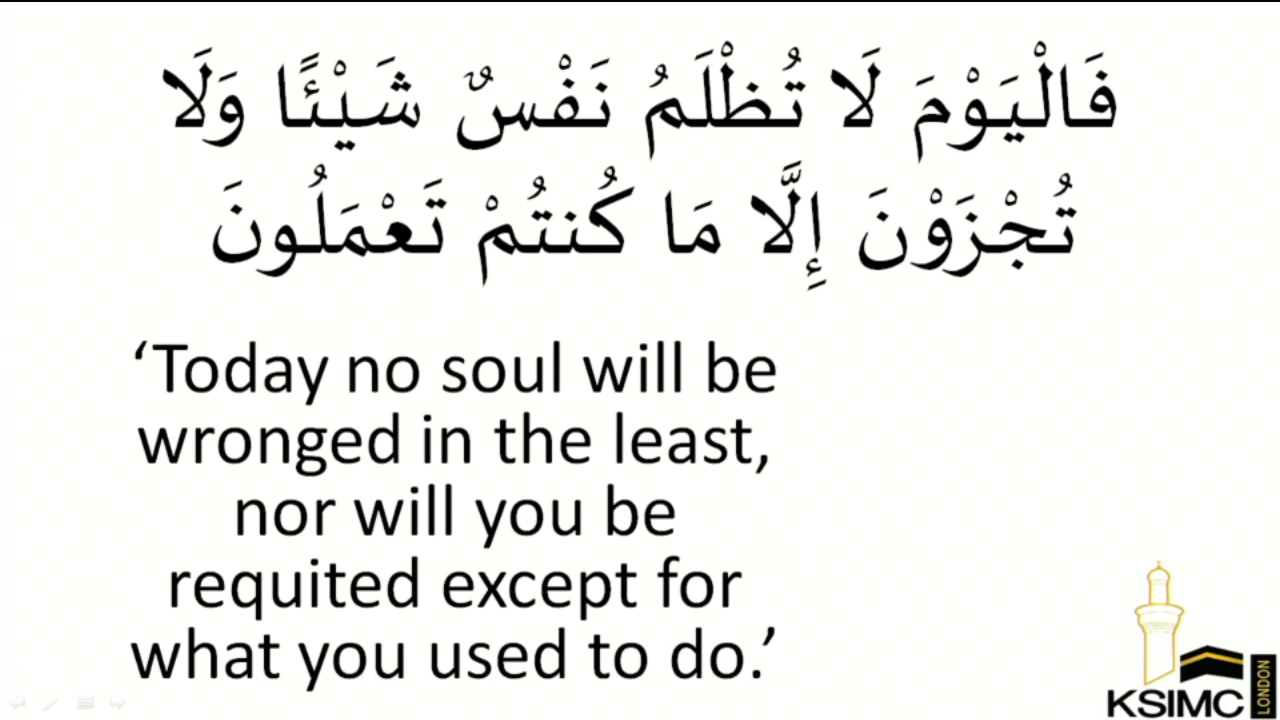 فَالْيَوْمَ لَا تُظْلَمُ نَفْسٌ شَيْئًا وَلَا
تُجْزَوْنَ إِلَّا مَا كُنتُمْ تَعْمَلُونَ
‘Today no soul will be
wronged in the least,
nor will you be
requited except for
what you used to do.’
KSIMC
LONDON